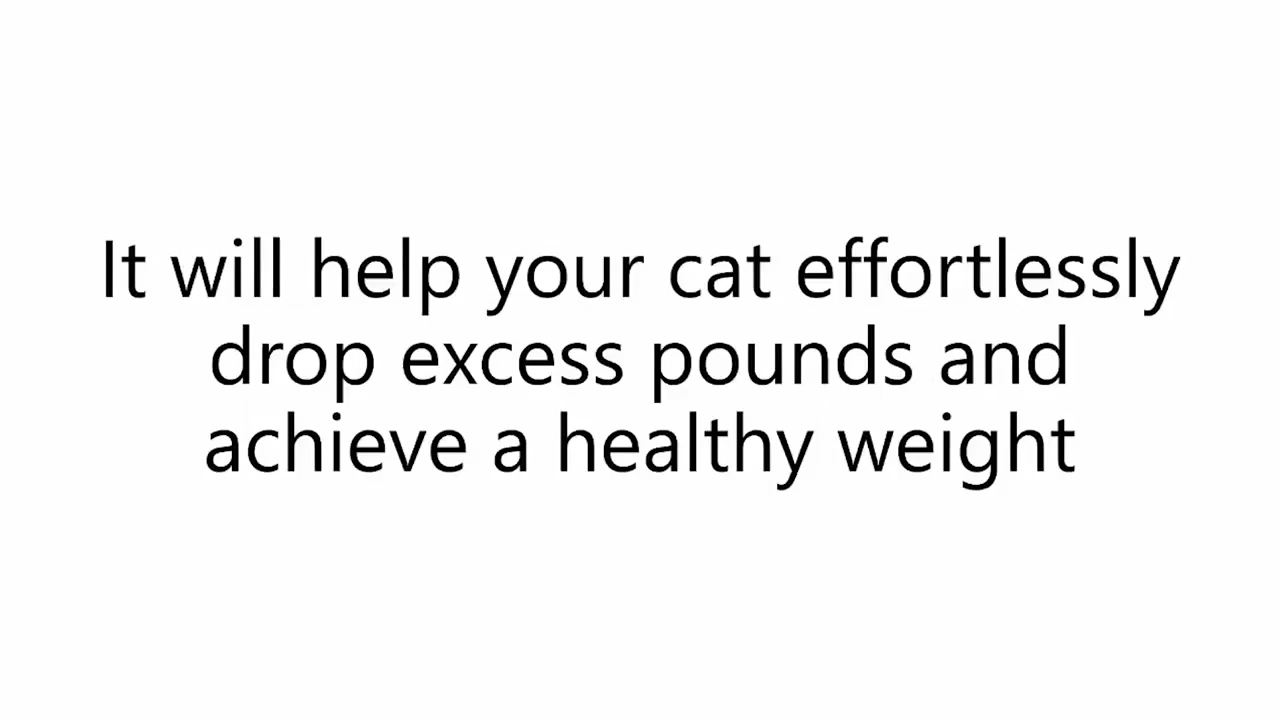 It will help your cat effortlessly
drop excess pounds and
achieve a healthy weight